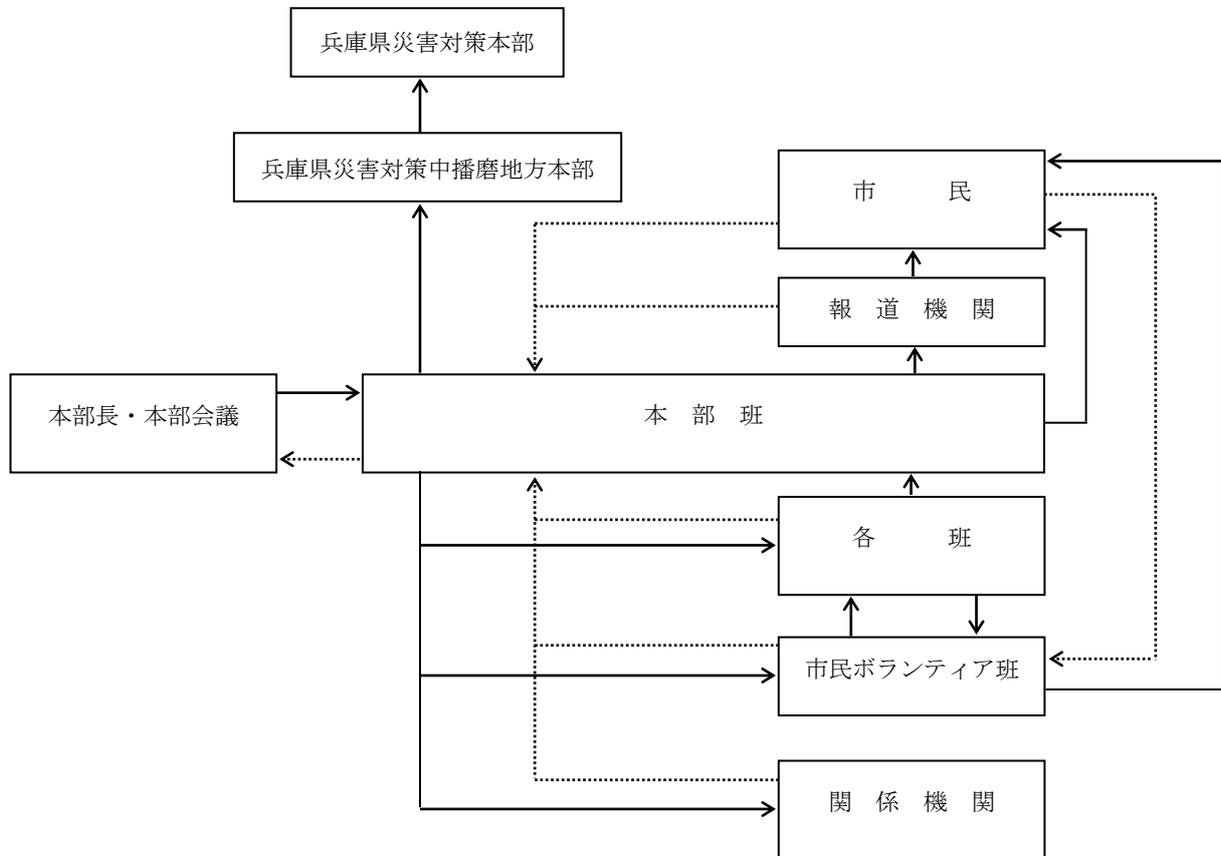 兵庫県災害対策本部
兵庫県災害対策中播磨地方本部
市　　　民
報　道　機　関
本部長・本部会議
本　部　班
各　　　班
市民ボランティア班
関　係　機　関